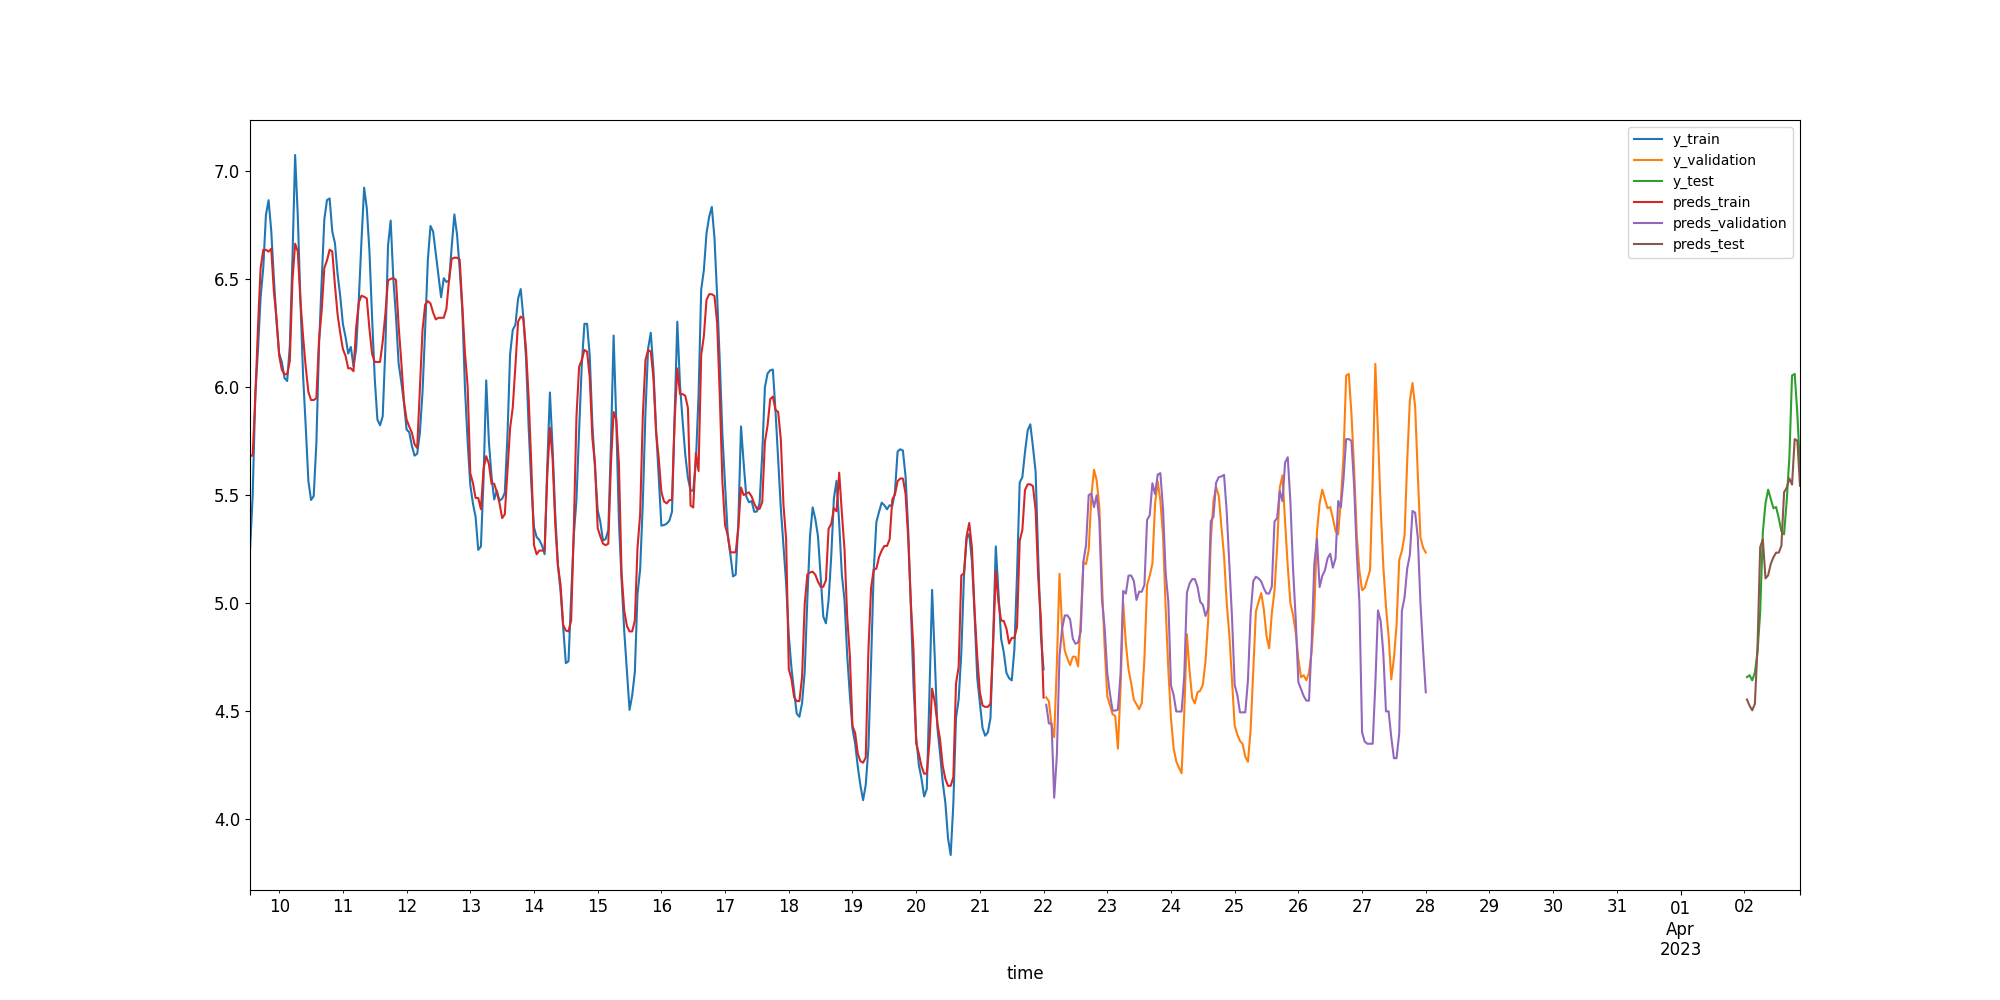 7.0
6.5
6.0
5.5
5.0
4.5
4.0
y_train
y_validation
y_test
preds_train
preds_validation
preds_test
10 11 12 13 14 15 16 17 18 19 20 21 22 23 24 25 26 27 28 29 30 31 01 02
Apr
2023
time